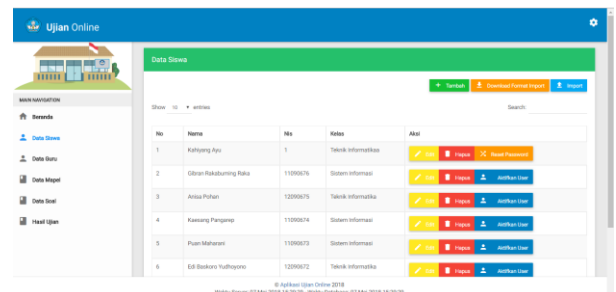 Ujian Online
MAIN NAVIGATION
Beranda
Data Siswa
Data Guru
Data Mapel
Data Soal
Hasil Ujian
Data Siswa
+ Tambah Download Format Import Import
Show 10 entries Search:
No Nama Nis Kelas Aksi
1 Kahiyang Ayu 1 Teknik Informatikaa Edit Hapus Reset Password
2 Gibran Rakabuming Raka 11090676 Sistem Informasi Edit Hapus Aktifkan User
3 Anisa Pohan 12090675 Teknik Informatika Edit Hapus Aktifkan User
4 Kaesang Pangarep 11090674 Sistem Informasi Edit Hapus Aktifkan User
5 Puan Maharani 11090673 Sistem Informasi Edit Hapus Aktifkan User
6 Edi Baskoro Yudhoyono 12090672 Teknik Informatika Edit Hapus Aktifkan User
© Aplikasi Ujian Online 2018